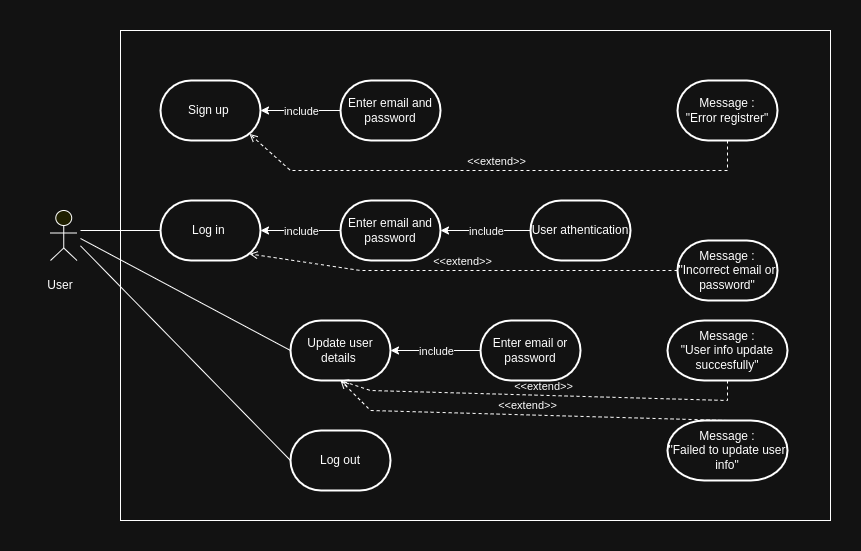 Sign up
include
Enter email and
password
Message :
"Error registrer"
<<extend>>
Log in
include
Enter email and
password
include
User athentication
<<extend>>
Message :
"Incorrect email or
password"
User
Update user
details
include
Enter email or
password
Message :
"User info update
succesfully"
<<extend>>
<<extend>>
Message :
"Failed to update user
info"
Log out